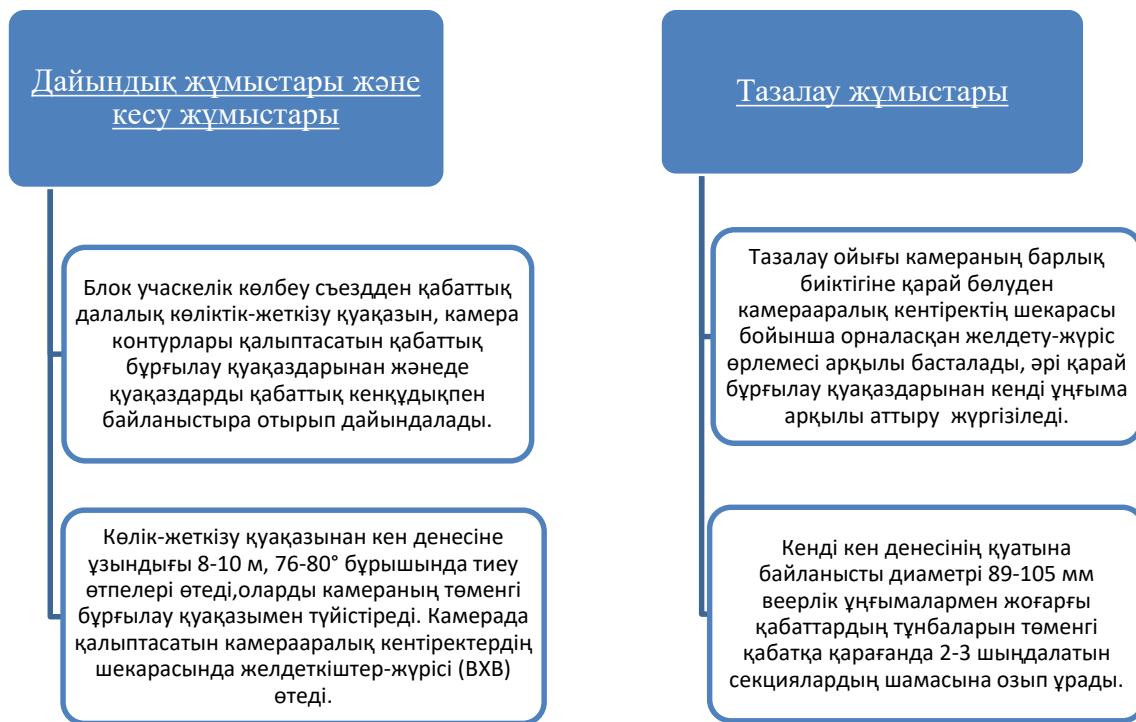 Дайындық жұмыстары және
кесу жұмыстары
Блок учаскелік көлбеу съездден қабаттық
далалық көліктік-жеткізу қуақазын, камера
контурлары қалыптасатын қабаттық
бұрғылау қуақаздарынан жәнеде
қуақаздарды қабаттық кенқұдықпен
байланыстыра отырып дайындалады.
Көлік-жеткізу қуақазынан кен денесіне
ұзындығы 8-10 м, 76-80° бұрышында тиеу
өтпелері өтеді,оларды камераның төменгі
бұрғылау қуақазымен түйістіреді. Камерада
қалыптасатын камерааралық кентіректердің
шекарасында желдеткіштер-жүрісі (ВХВ)
өтеді.
Тазалау жұмыстары
Тазалау ойығы камераның барлық
биіктігіне қарай бөлуден
камерааралық кентіректің шекарасы
бойынша орналасқан желдету-жүріс
өрлемесі арқылы басталады, әрі қарай
бұрғылау қуақаздарынан кенді ұңғыма
арқылы аттыру жүргізіледі.
Кенді кен денесінің қуатына
байланысты диаметрі 89-105 мм
веерлік ұңғымалармен жоғарғы
қабаттардың тұнбаларын төменгі
қабатқа қарағанда 2-3 шыңдалатын
секциялардың шамасына озып ұрады.